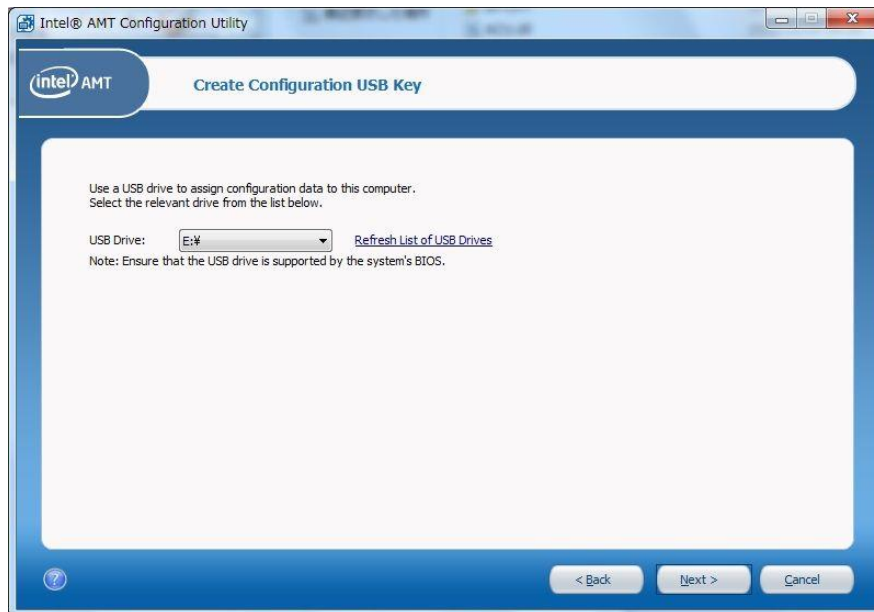 Intel® AMT Configuration Utility
intel AMT
Create Configuration USB Key
Use a USB drive to assign configuration data to this computer.
Select the relevant drive from the list below.
USB Drive: E:¥ Refresh List of USB Drives
Note: Ensure that the USB drive is supported by the system's BIOS.
? < Back Next > Cancel